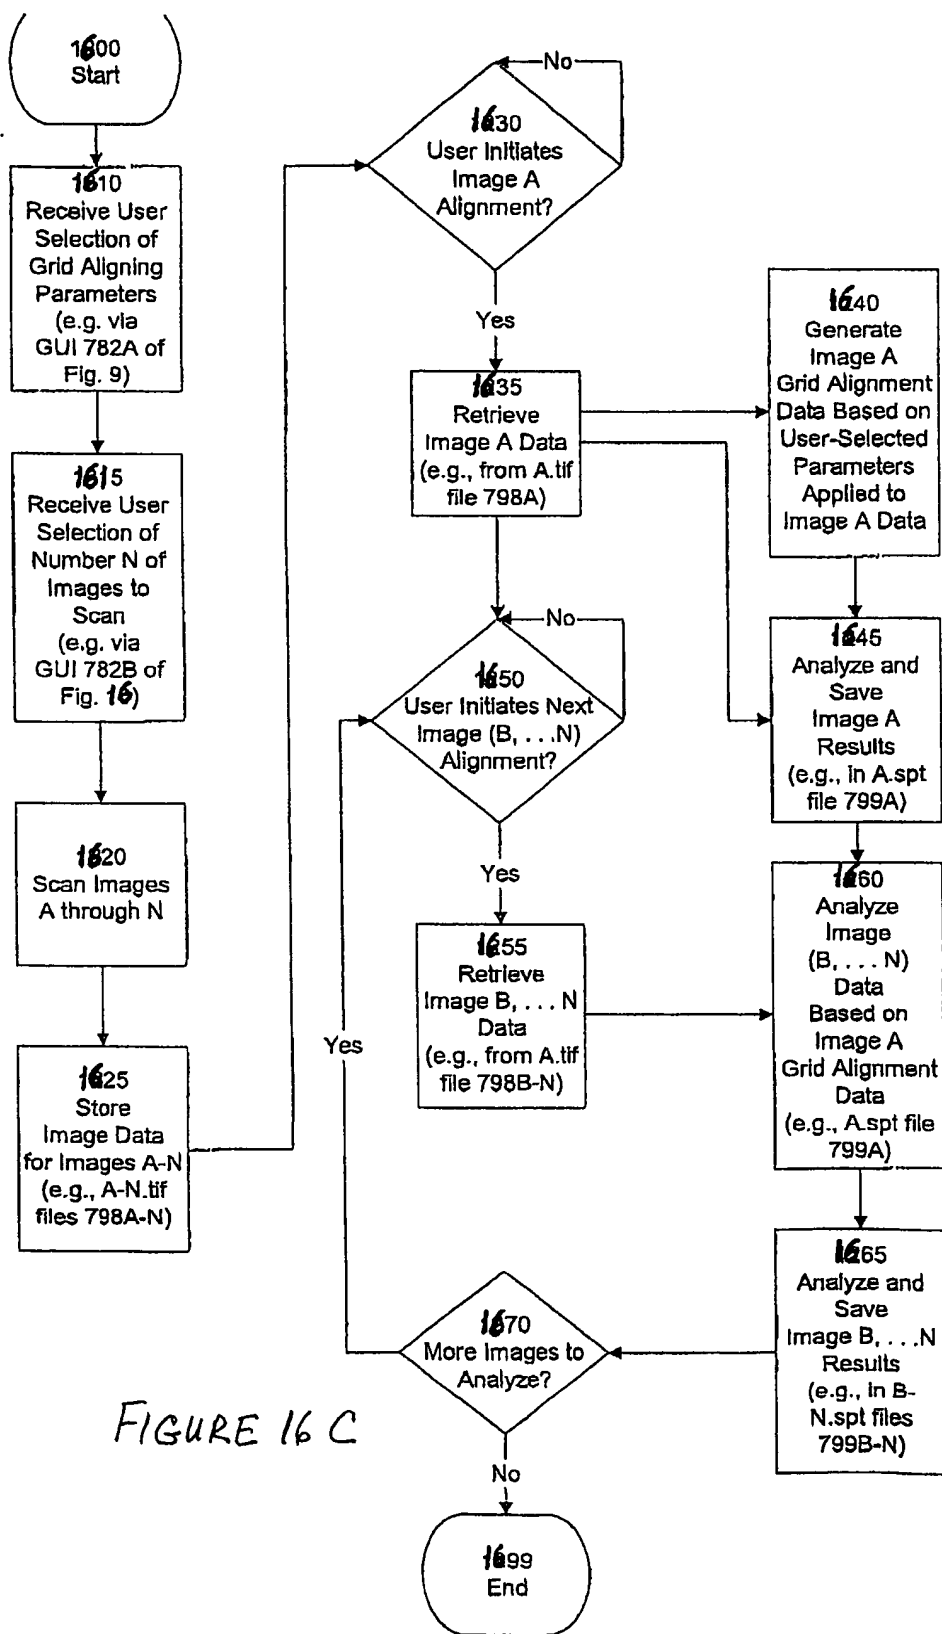 1600
Start
1610
Receive User
Selection of
Grid Aligning
Parameters
(e.g. via
GUI 782A of
Fig. 9)
1615
Receive User
Selection of
Number N of
Images to
Scan
(e.g. via
GUI 782B of
Fig. 16)
1620
Scan Images
A through N
1625
Store
Image Data
for Images A-N
(e.g., A-N.tif
files 798A-N)
No
1630
User Initiates
Image A
Alignment?
Yes
1635
Retrieve
Image A Data
(e.g., from A.tif
file 798A)
1640
Generate
Image A
Grid Alignment
Data Based on
User-Selected
Parameters
Applied to
Image A Data
1645
Analyze and
Save
Image A
Results
(e.g., in A.spt
file 799A)
No
1650
User Initiates Next
Image (B, . . .N)
Alignment?
Yes
1655
Retrieve
Image B, . . . N
Data
(e.g., from A.tif
file 798B-N)
1660
Analyze
Image
(B, . . . . N)
Data
Based on
Image A
Grid Alignment
Data
(e.g., A.spt file
799A)
1665
Analyze and
Save
Image B, . . .N
Results
(e.g., in B-
N.spt files
799B-N)
1670
More Images to
Analyze?
Yes
No
1699
End
FIGURE 16 C